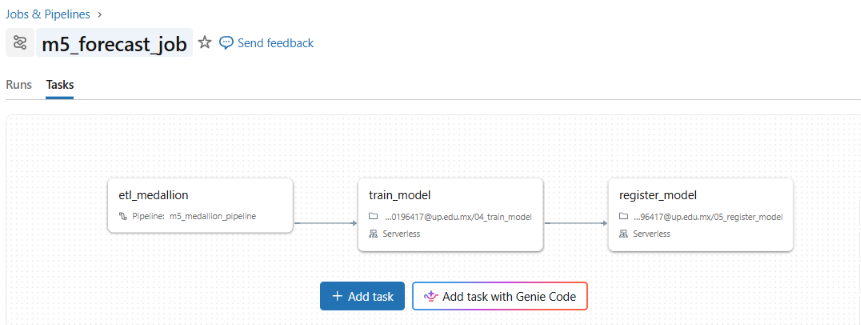 Jobs & Pipelines >
m5_forecast_job Send feedback
Runs Tasks
etl_medallion
Pipeline: m5_medallion_pipeline
train_model
...0196417@up.edu.mx/04_train_model
Serverless
register_model
...96417@up.edu.mx/05_register_model
Serverless
+ Add task
Add task with Genie Code